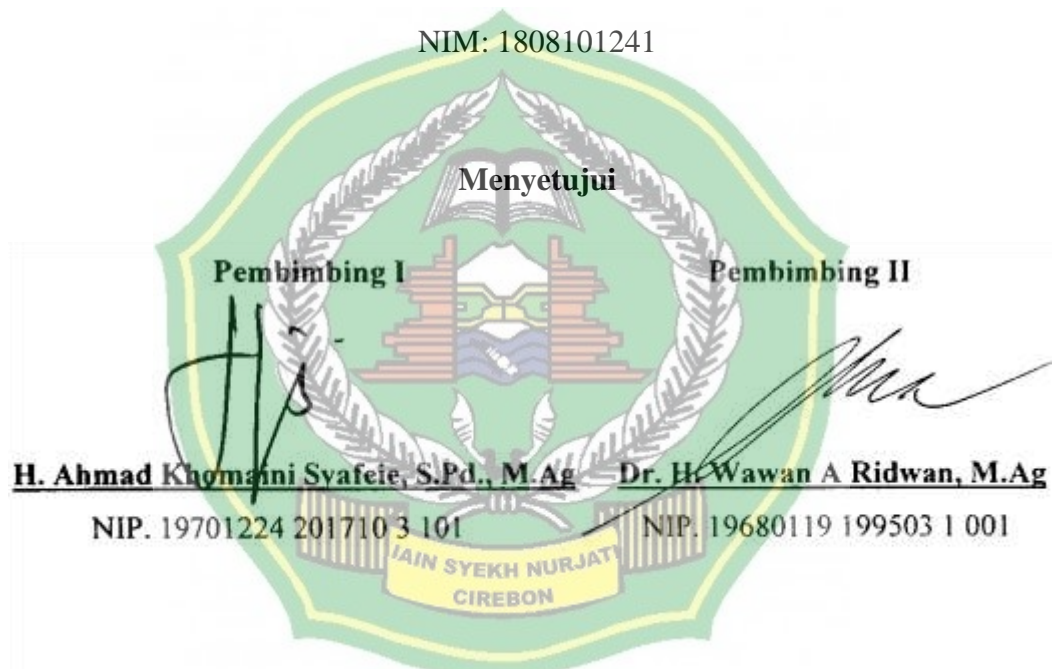 NIM: 1808101241
Menyetujui
Pembimbing I
Pembimbing II
H. Ahmad Khomaini Syafeie, S.Pd., M.Ag
Dr. H. Wawan A Ridwan, M.Ag
NIP. 19701224 201710 3 101
NIP. 19680119 199503 1 001
IAIN SYEKH NURJATI
CIREBON